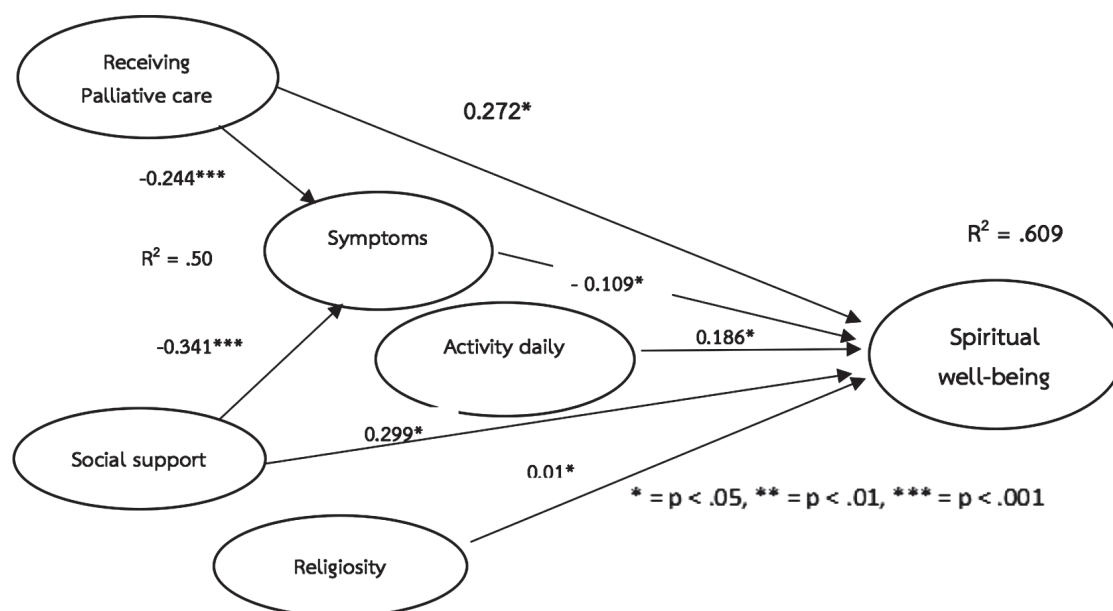 Receiving
Palliative care
0.272*
-0.244***
Symptoms
R² = .50
R² = .609
- 0.109*
Activity daily
0.186*
-0.341***
Spiritual
well-being
Social support
0.299*
0.01*
* = p < .05, ** = p < .01, *** = p < .001
Religiosity